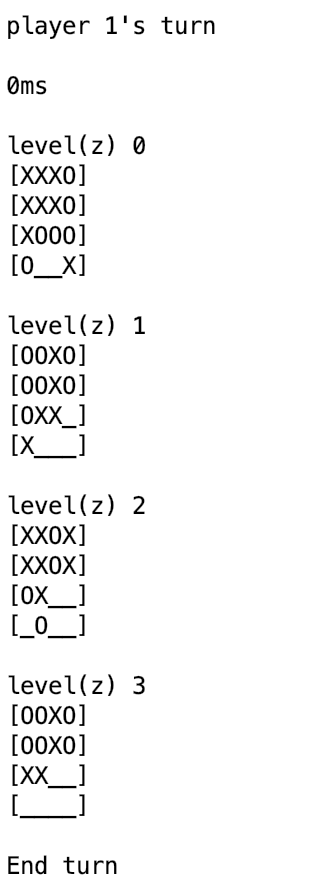 player 1's turn
0ms
level(z) 0
[XXXO]
[XXXO]
[XOOO]
[O__X]
level(z) 1
[OOXO]
[OOXO]
[OXX_]
[X___]
level(z) 2
[XXOX]
[XXOX]
[OX__]
[_O__]
level(z) 3
[OOXO]
[OOXO]
[XX__]
[____]
End turn